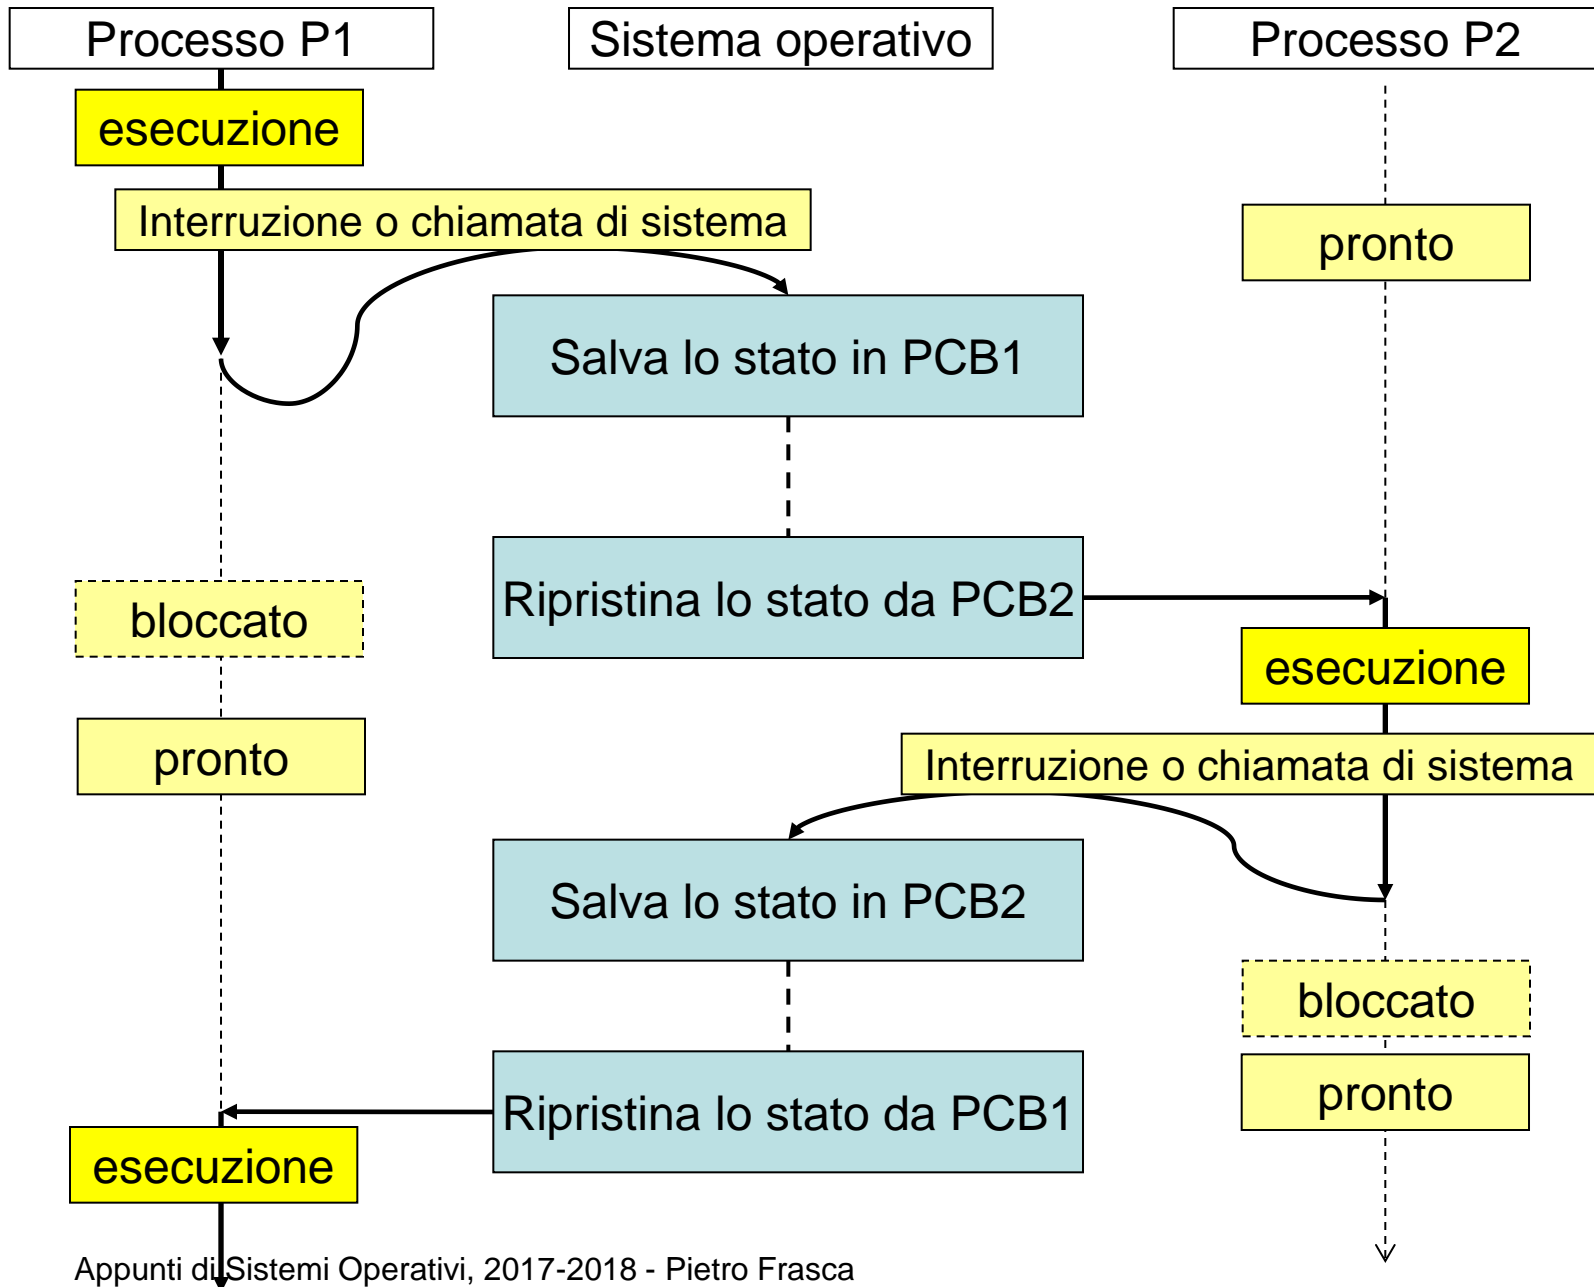 Processo P1
Sistema operativo
Processo P2
esecuzione
Interruzione o chiamata di sistema
pronto
Salva lo stato in PCB1
Ripristina lo stato da PCB2
bloccato
esecuzione
pronto
Interruzione o chiamata di sistema
Salva lo stato in PCB2
bloccato
Ripristina lo stato da PCB1
pronto
esecuzione
Appunti di Sistemi Operativi, 2017-2018 - Pietro Frasca